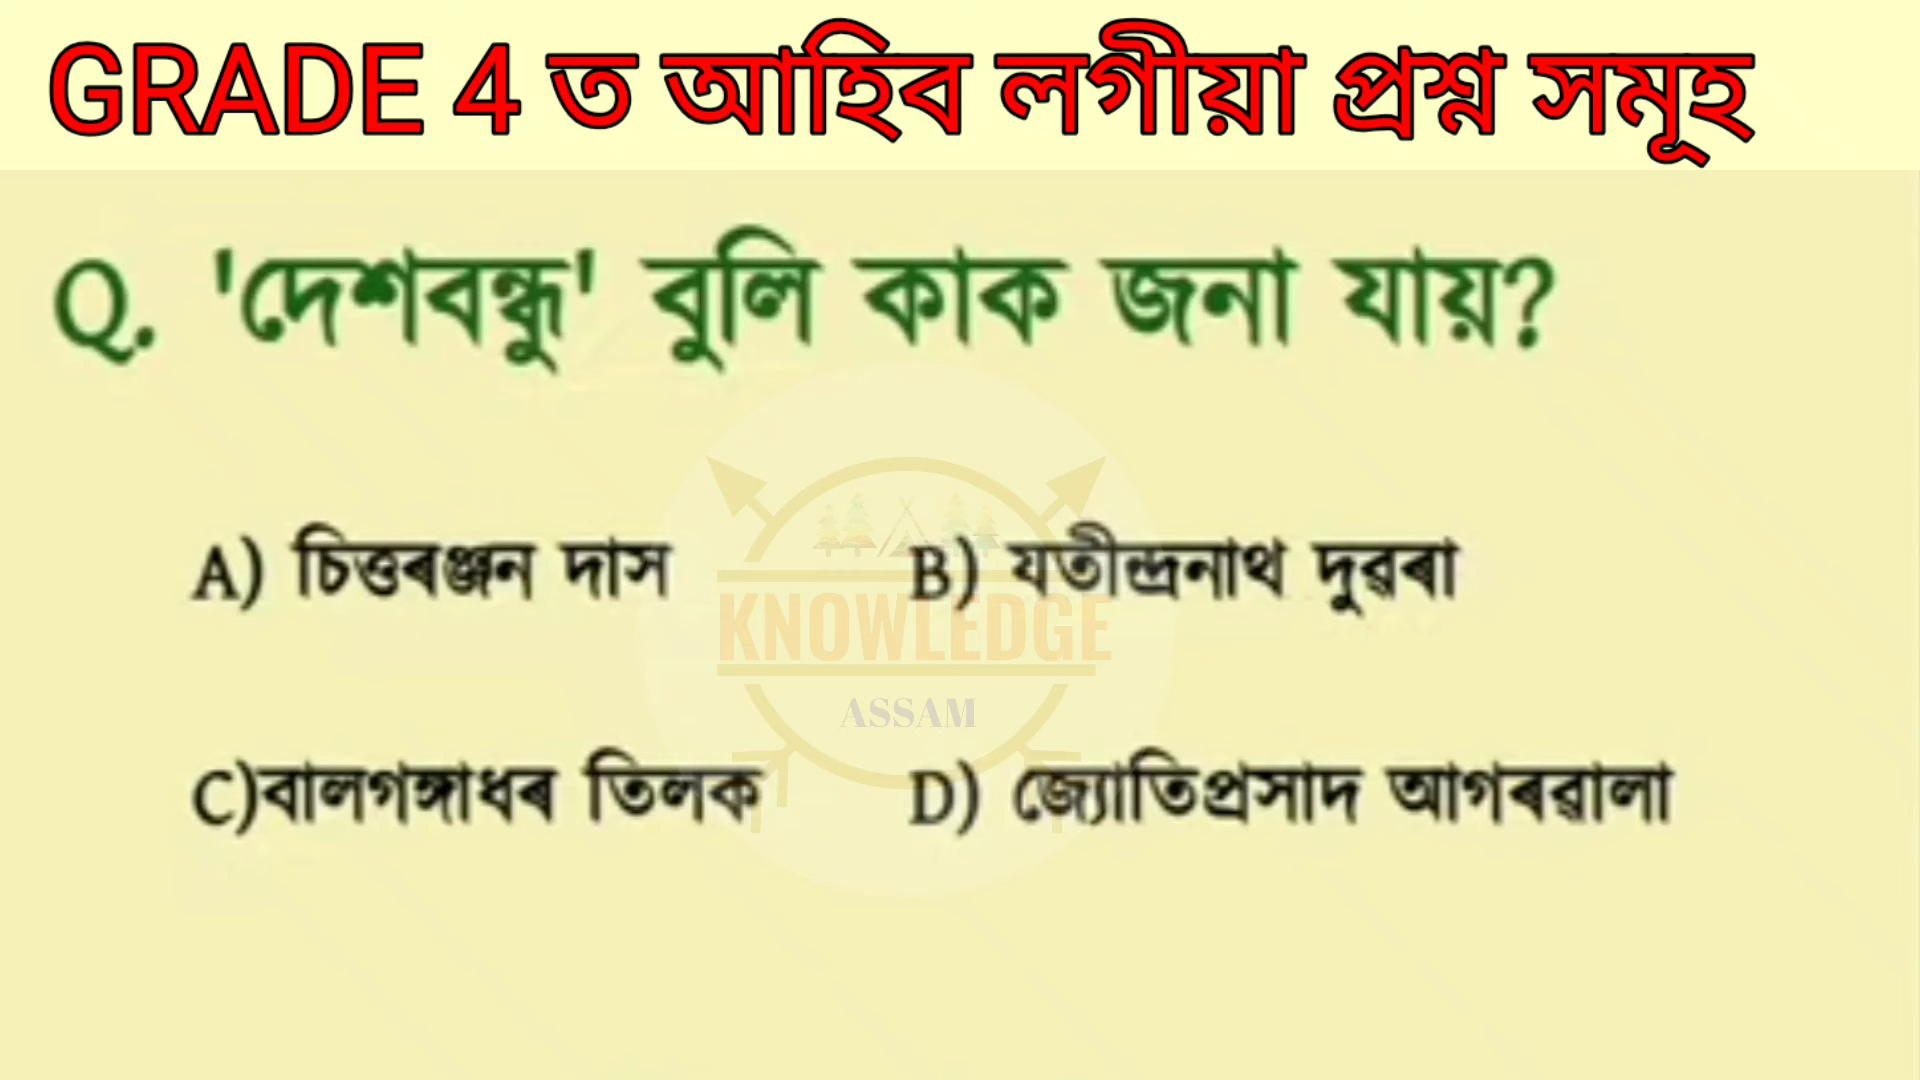 GRADE 4 ত আহিব লগীয়া প্ৰশ্ন সমূহ
Q. 'দেশবন্ধু' বুলি কাক জনা যায়?
A) চিত্তৰঞ্জন দাস B) যতীন্দ্ৰনাথ দুৱৰা
KNOWLEDGE
ASSAM
C)বালগঙ্গাধৰ তিলক D) জ্যোতিপ্ৰসাদ আগৰৱালা